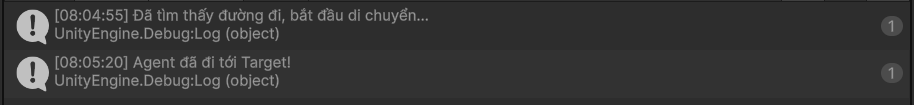 [08:04:55] Đã tìm thấy đường đi, bắt đầu di chuyển...
UnityEngine.Debug:Log (object)
1
[08:05:20] Agent đã đi tới Target!
UnityEngine.Debug:Log (object)
1